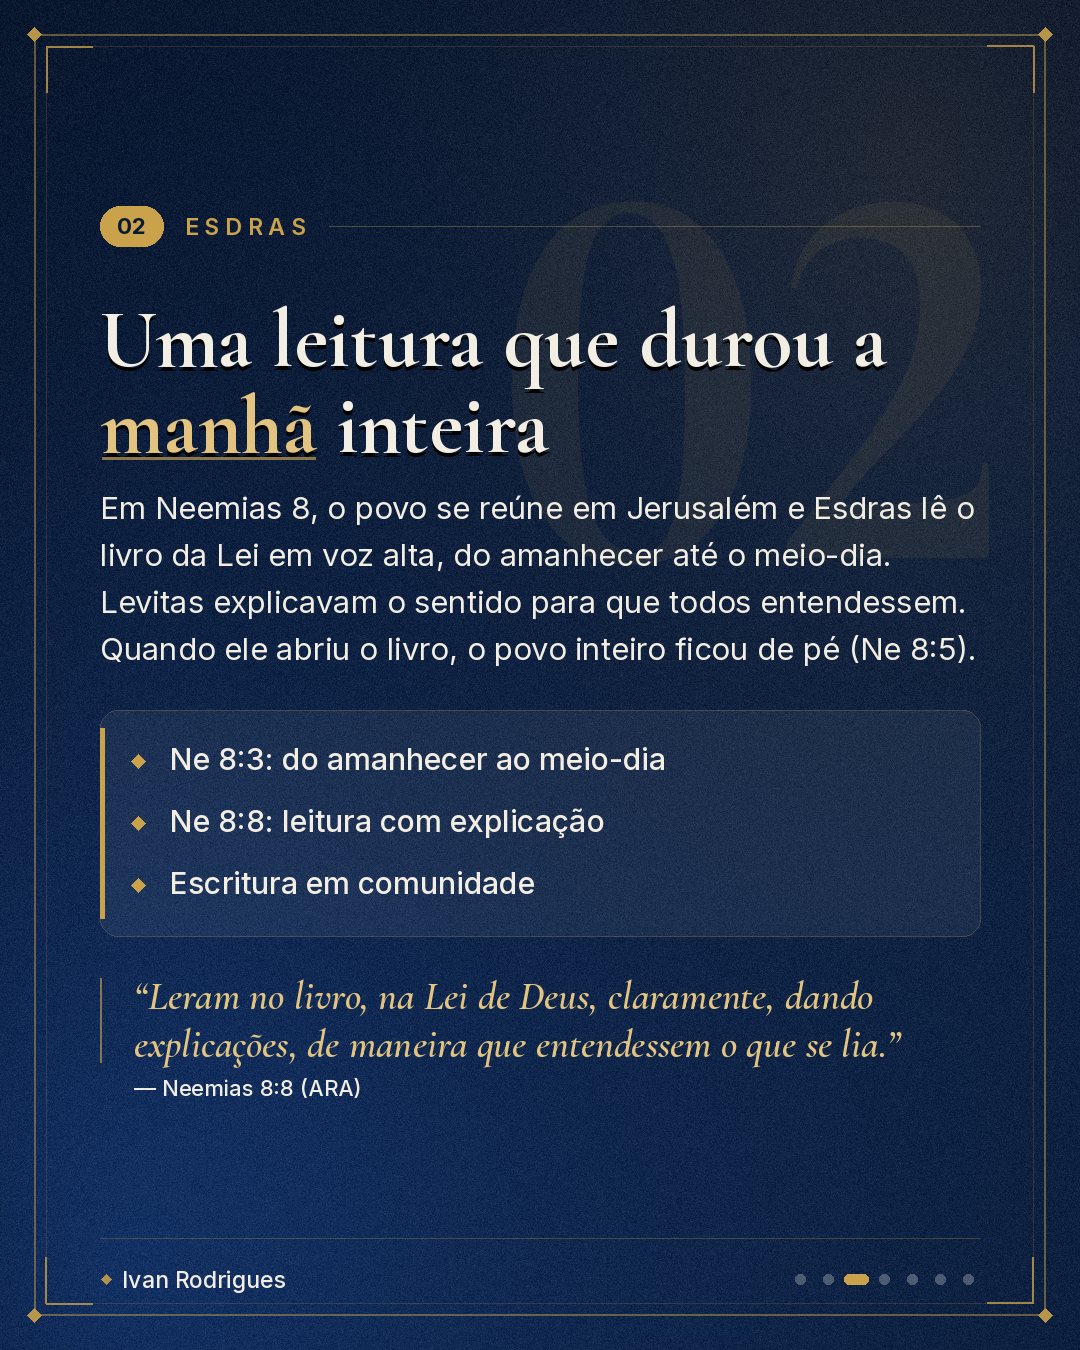 02 ESDRAS
02
Uma leitura que durou a
manhã inteira
Em Neemias 8, o povo se reúne em Jerusalém e Esdras lê o
livro da Lei em voz alta, do amanhecer até o meio-dia.
Levitas explicavam o sentido para que todos entendessem.
Quando ele abriu o livro, o povo inteiro ficou de pé (Ne 8:5).
Ne 8:3: do amanhecer ao meio-dia
Ne 8:8: leitura com explicação
Escritura em comunidade
“Leram no livro, na Lei de Deus, claramente, dando
explicações, de maneira que entendessem o que se lia.”
— Neemias 8:8 (ARA)
Ivan Rodrigues